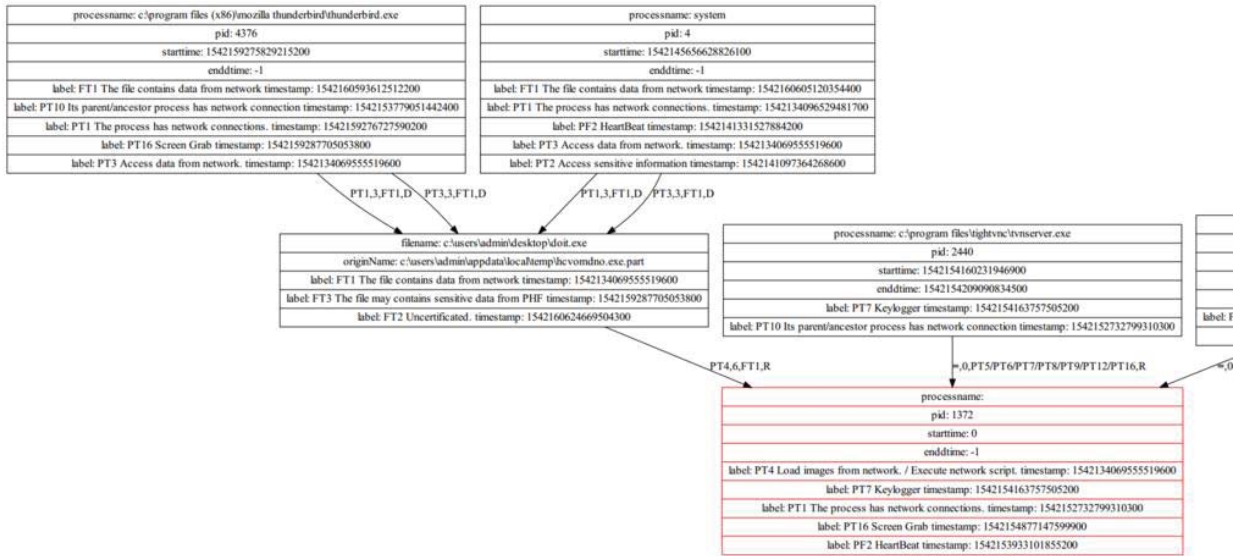 processname: c:\program files (x86)\mozilla thunderbird\thunderbird.exe
pid: 4376
starttime: 1542159275829215200
enddtime: -1
label: FT1 The file contains data from network timestamp: 1542160593612512200
label: PT10 Its parent/ancestor process has network connection timestamp: 1542153779051442400
label: PT1 The process has network connections. timestamp: 1542159276727590200
label: PT16 Screen Grab timestamp: 1542159287705053800
label: PT3 Access data from network. timestamp: 1542134069555519600
processname: system
pid: 4
starttime: 1542145656628826100
enddtime: -1
label: FT1 The file contains data from network timestamp: 1542160605120354400
label: PT1 The process has network connections. timestamp: 1542134096529481700
label: PF2 HeartBeat timestamp: 1542141331527884200
label: PT3 Access data from network. timestamp: 1542134069555519600
label: PT2 Access sensitive information timestamp: 1542141097364268600
PT1,3,FT1,D
PT3,3,FT1,D
PT1,3,FT1,D
PT3,3,FT1,D
filename: c:\users\admin\desktop\doit.exe
originName: c:\users\admin\appdata\local\temp\hcvomdno.exe.part
label: FT1 The file contains data from network timestamp: 1542134069555519600
label: FT3 The file may contains sensitive data from PHF timestamp: 1542159287705053800
label: FT2 Uncertificated. timestamp: 1542160624669504300
processname: c:\program files\tightvnc\tvnserver.exe
pid: 2440
starttime: 1542154160231946900
enddtime: 1542154209090834500
label: PT7 Keylogger timestamp: 1542154163757505200
label: PT10 Its parent/ancestor process has network connection timestamp: 1542152732799310300
label: P
PT4,6,FT1,R
=,0,PT5/PT6/PT7/PT8/PT9/PT12/PT16,R
=,0
processname:
pid: 1372
starttime: 0
enddtime: -1
label: PT4 Load images from network. / Execute network script. timestamp: 1542134069555519600
label: PT7 Keylogger timestamp: 1542154163757505200
label: PT1 The process has network connections. timestamp: 1542152732799310300
label: PT16 Screen Grab timestamp: 1542154877147599900
label: PF2 HeartBeat timestamp: 1542153933101855200